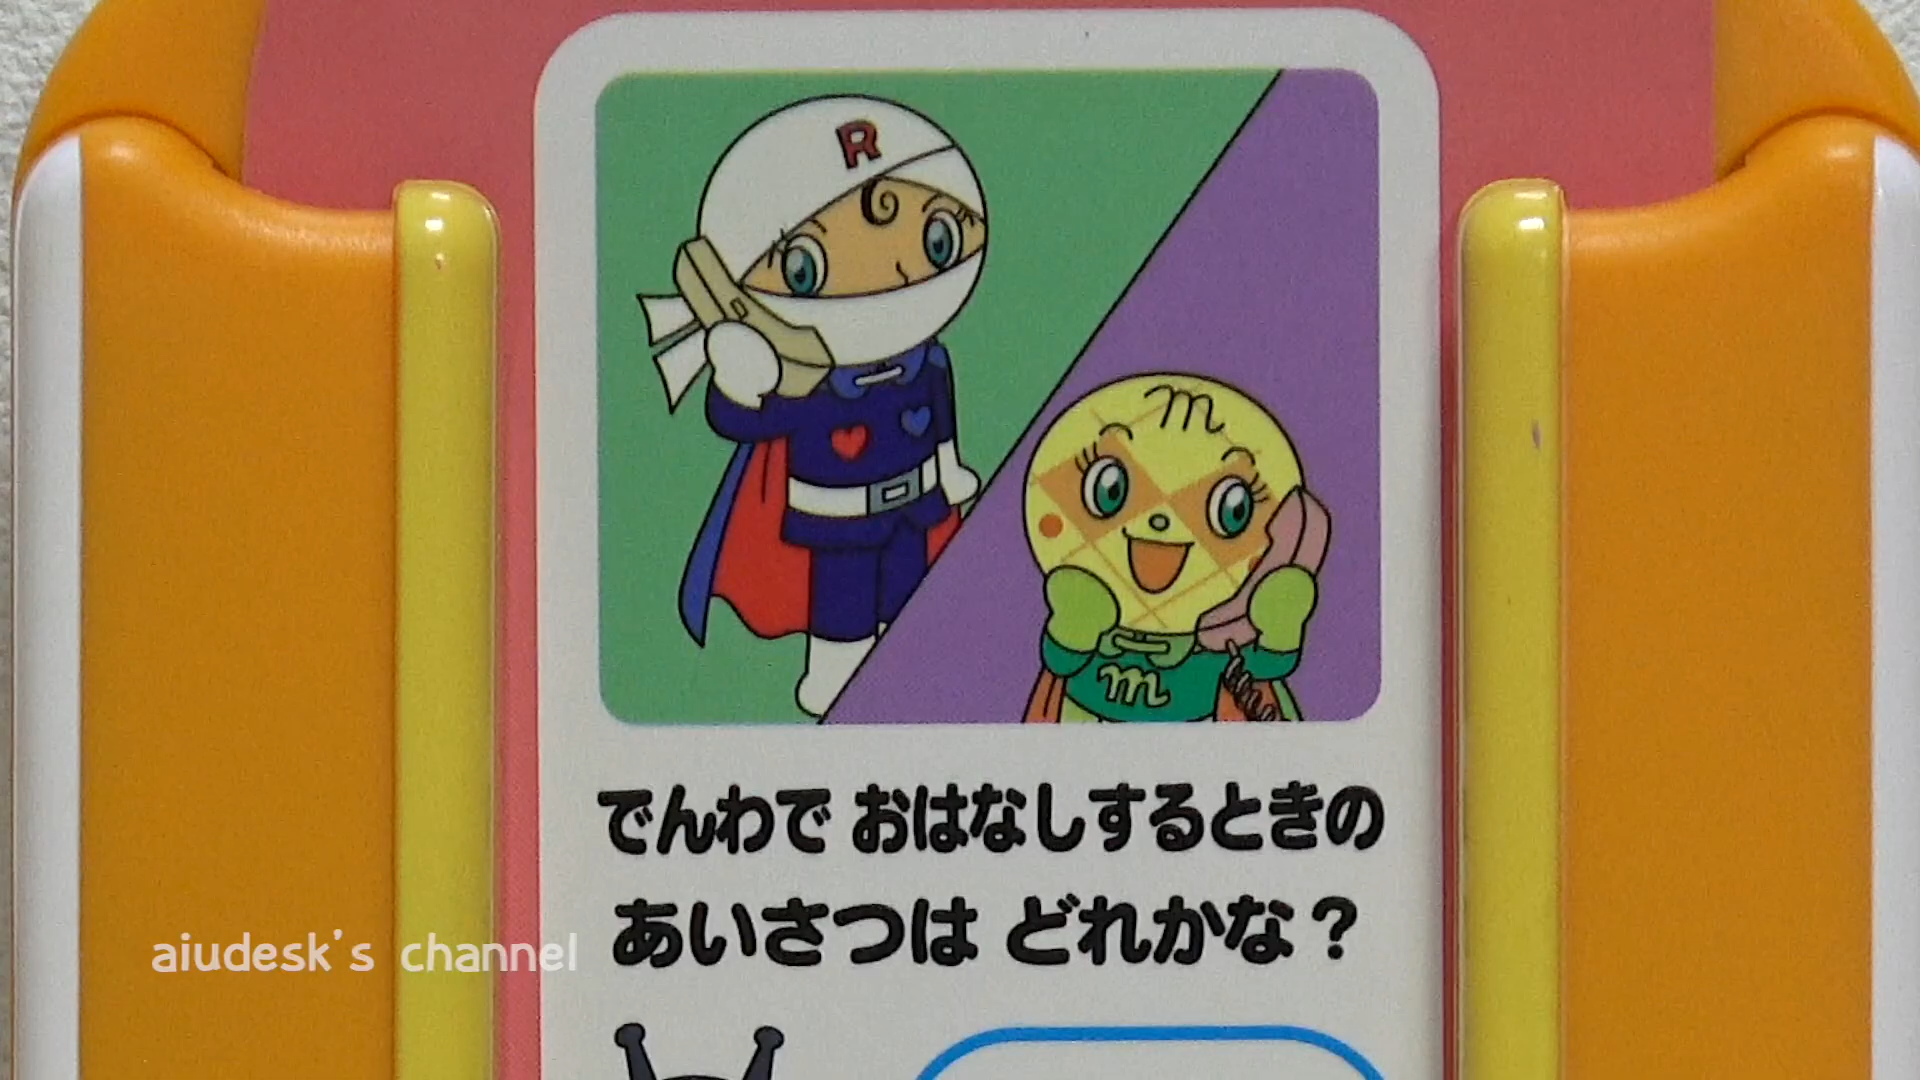 R
m
m
でんわで おはなしするときの
あいさつは どれかな？
aiudesk's channel